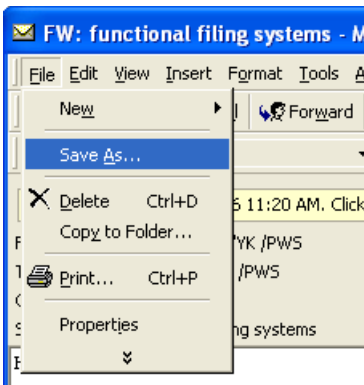 FW: functional filing systems - M
File Edit View Insert Format Tools A
New
Forward
Save As...
6 11:20 AM. Click
Delete Ctrl+D
YK /PWS
Copy to Folder...
/PWS
Print... Ctrl+P
Properties
ng systems